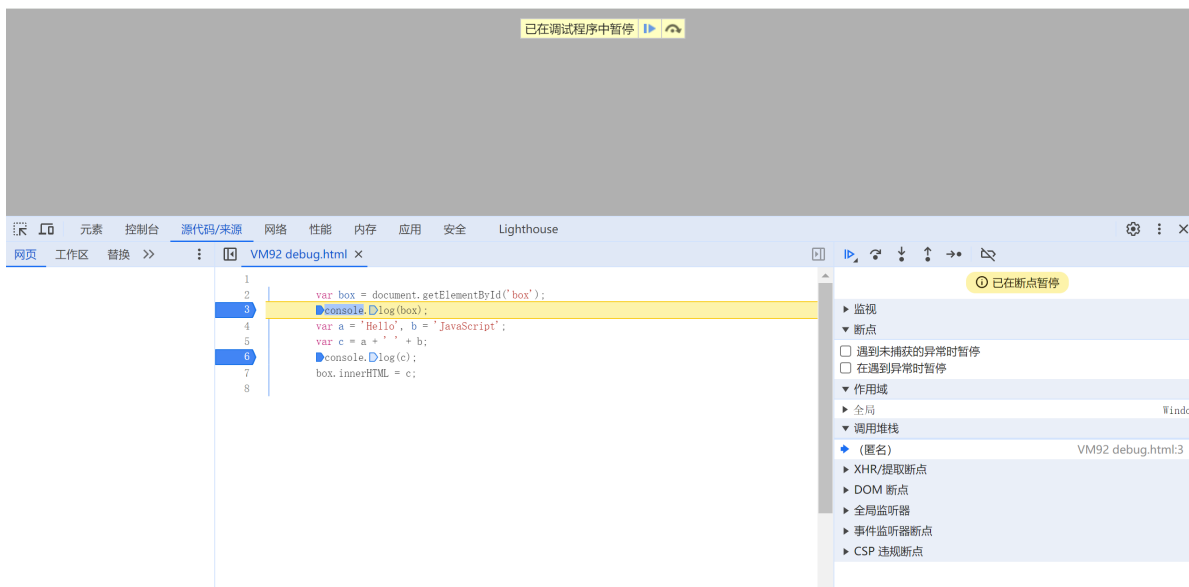 已在调试程序中暂停
元素 控制台 源代码/来源 网络 性能 内存 应用 安全 Lighthouse
网页 工作区 替换 VM92 debug.html
已在断点暂停
1
2 var box = document.getElementById('box');
3 console.log(box);
4 var a = 'Hello', b = 'JavaScript';
5 var c = a + ' ' + b;
6 console.log(c);
7 box.innerHTML = c;
8
监视
断点
遇到未捕获的异常时暂停
在遇到异常时暂停
作用域
全局 Windo
调用堆栈
(匿名) VM92 debug.html:3
XHR/提取断点
DOM 断点
全局监听器
事件监听器断点
CSP 违规断点